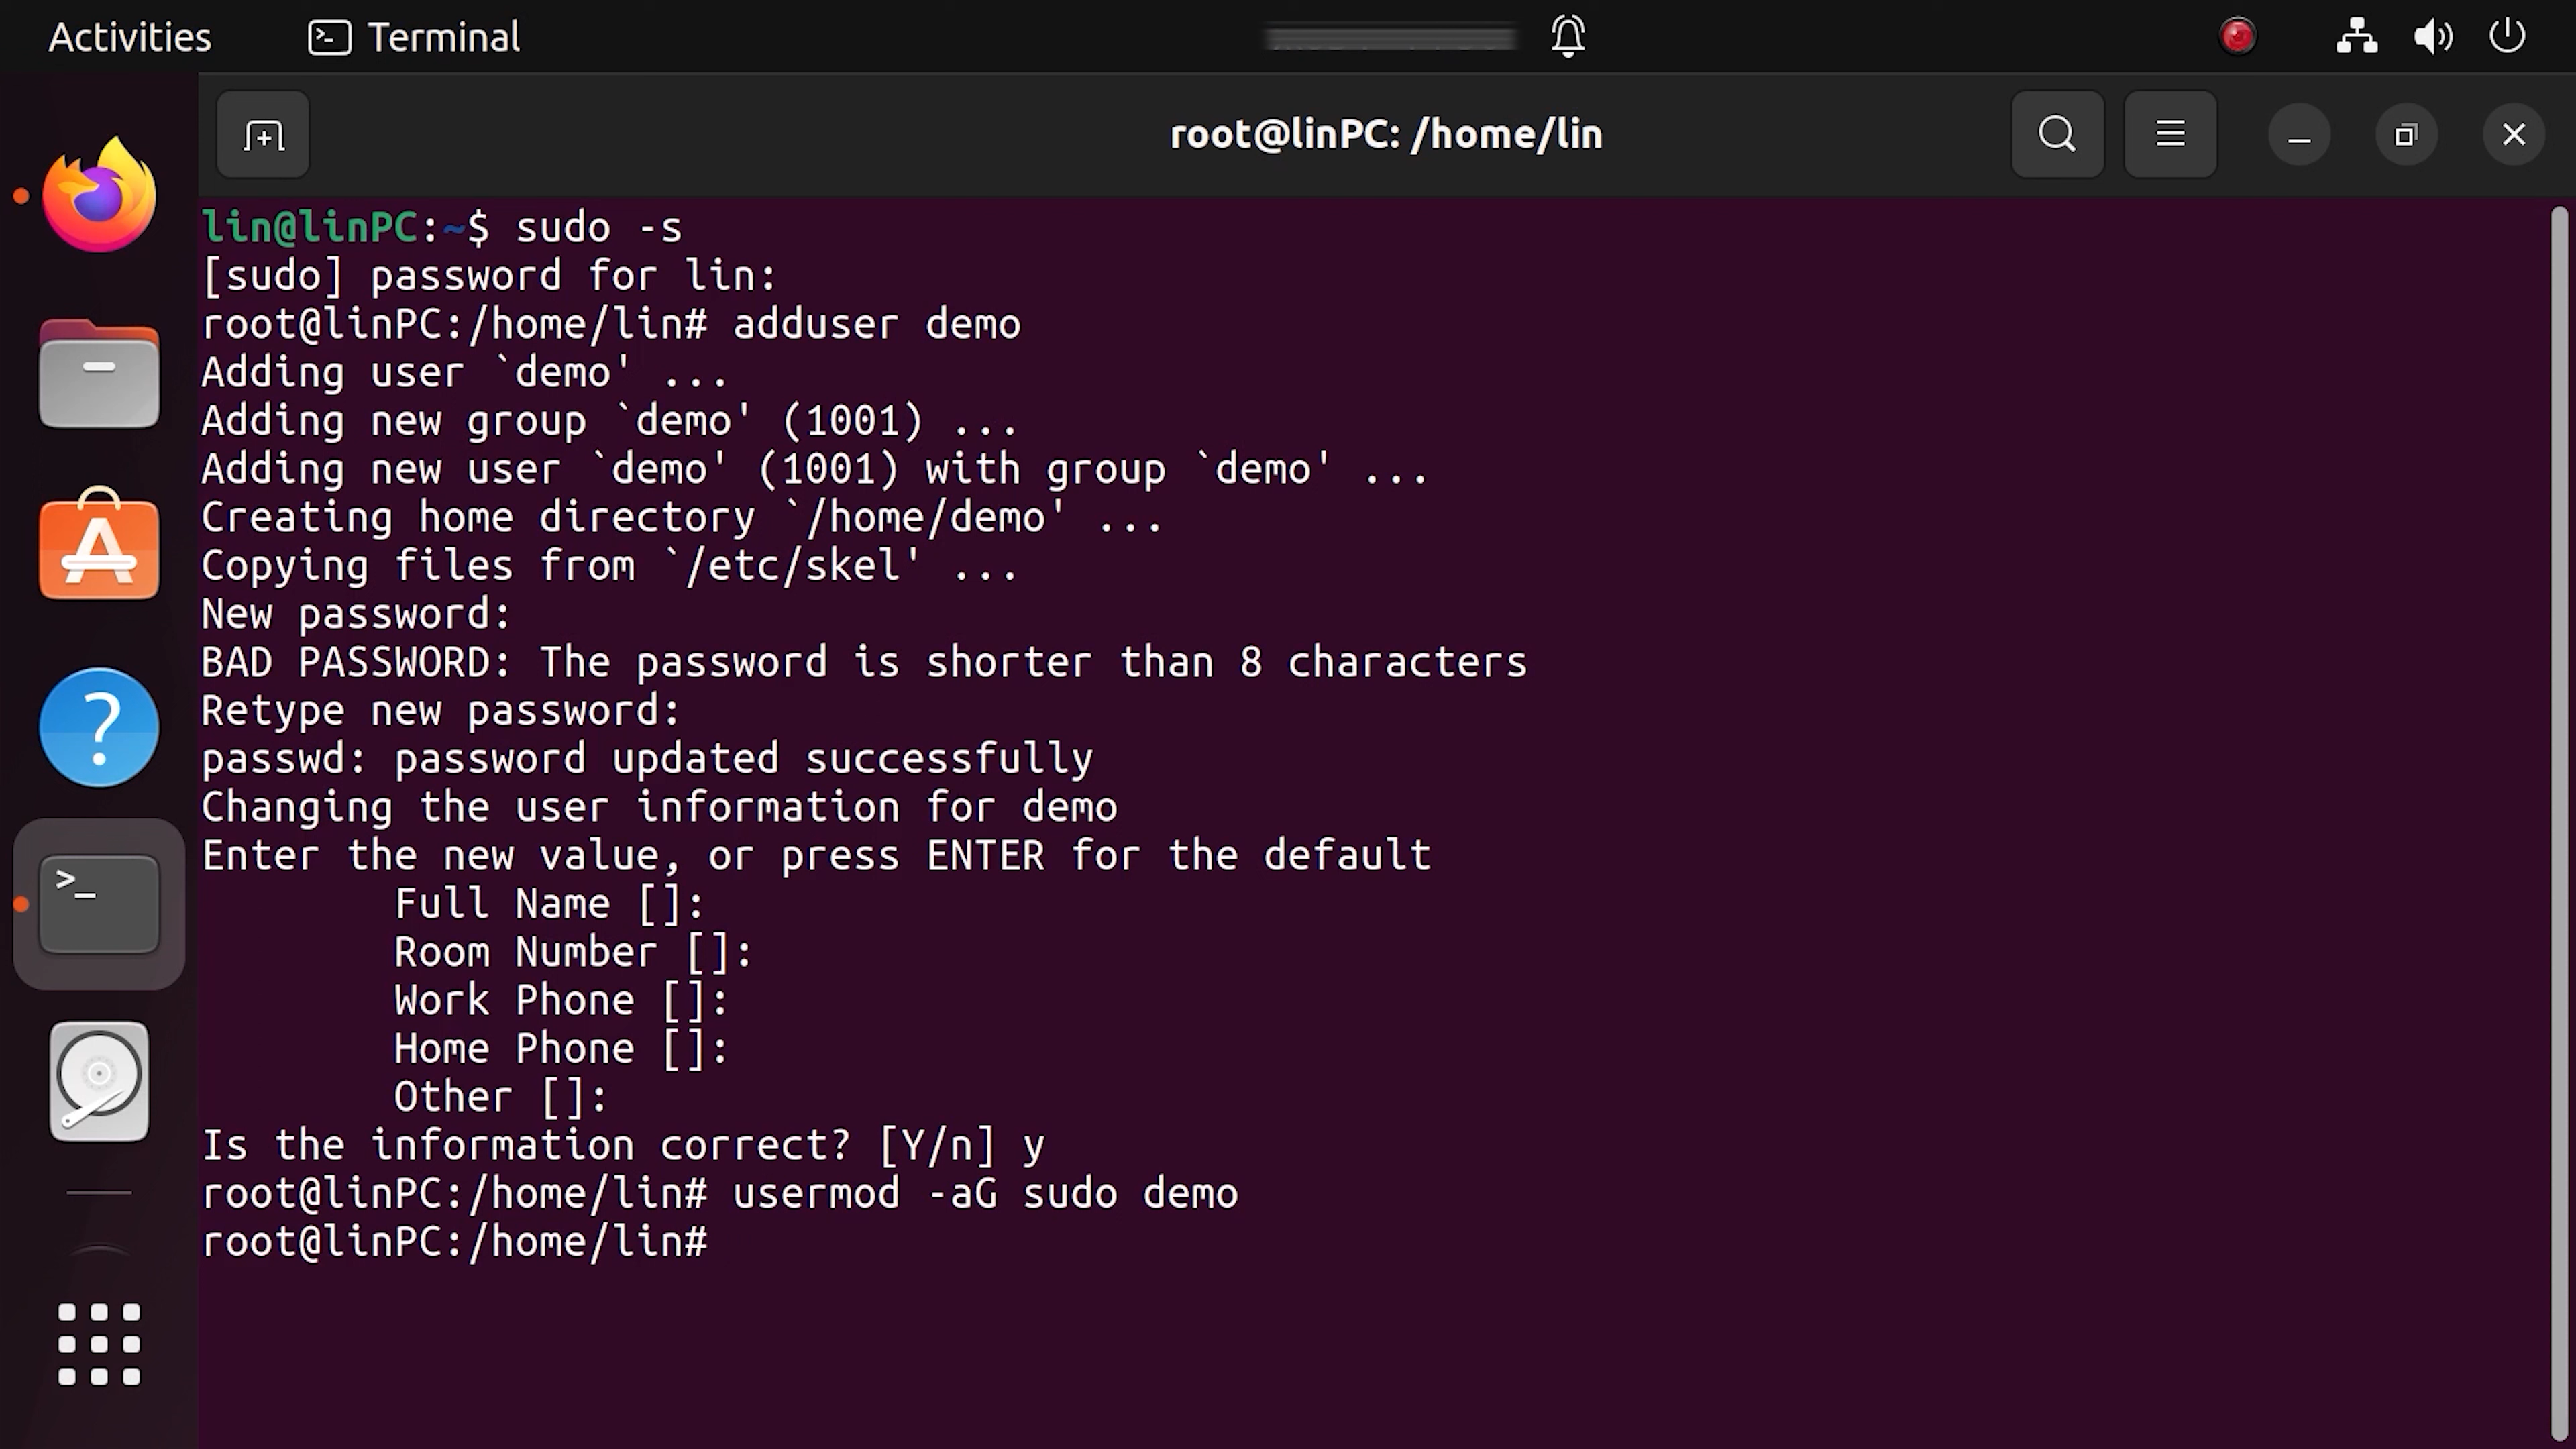 Activities Terminal
root@linPC: /home/lin
lin@linPC:~$ sudo -s
[sudo] password for lin:
root@linPC:/home/lin# adduser demo
Adding user `demo' ...
Adding new group `demo' (1001) ...
Adding new user `demo' (1001) with group `demo' ...
Creating home directory `/home/demo' ...
Copying files from `/etc/skel' ...
New password:
BAD PASSWORD: The password is shorter than 8 characters
Retype new password:
passwd: password updated successfully
Changing the user information for demo
Enter the new value, or press ENTER for the default
Full Name []:
Room Number []:
Work Phone []:
Home Phone []:
Other []:
Is the information correct? [Y/n] y
root@linPC:/home/lin# usermod -aG sudo demo
root@linPC:/home/lin#